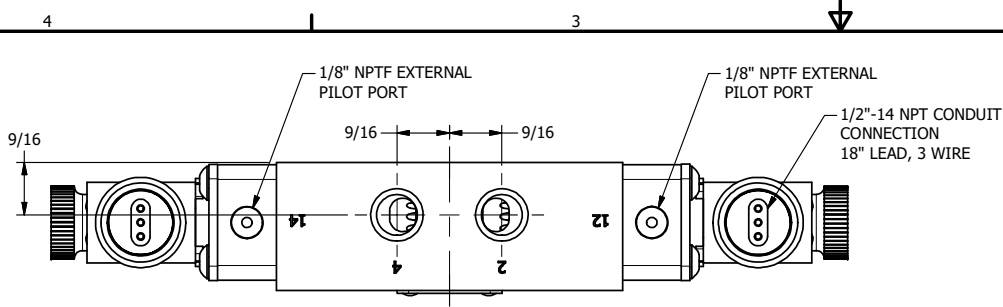 4
3
1/8" NPTF EXTERNAL
PILOT PORT
1/8" NPTF EXTERNAL
PILOT PORT
1/2"-14 NPT CONDUIT
CONNECTION
18" LEAD, 3 WIRE
9/16
9/16
9/16
14
12
4
2